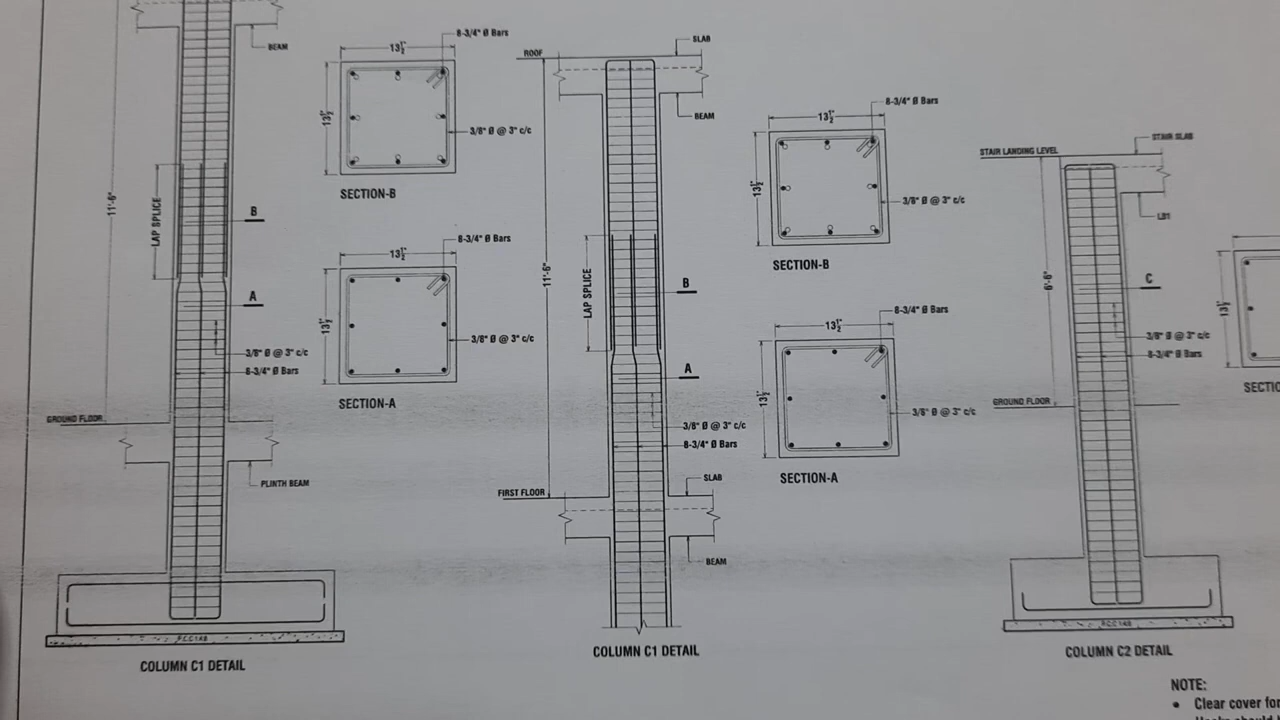 BEAM
8-3/4" Ø Bars
13½"
13½"
3/8" Ø @ 3" c/c
SECTION-B
11'-6"
LAP SPLICE
B
A
8-3/4" Ø Bars
13½"
13½"
3/8" Ø @ 3" c/c
SECTION-A
3/8" Ø @ 3" c/c
8-3/4" Ø Bars
GROUND FLOOR
PLINTH BEAM
COLUMN C1 DETAIL
ROOF
SLAB
BEAM
11'-6"
LAP SPLICE
B
A
3/8" Ø @ 3" c/c
8-3/4" Ø Bars
FIRST FLOOR
SLAB
BEAM
COLUMN C1 DETAIL
8-3/4" Ø Bars
13½"
13½"
3/8" Ø @ 3" c/c
SECTION-B
8-3/4" Ø Bars
13½"
13½"
3/8" Ø @ 3" c/c
SECTION-A
STAIR LANDING LEVEL
STAIR SLAB
LB1
6'-6"
C
3/8" Ø @ 3" c/c
8-3/4" Ø Bars
GROUND FLOOR
COLUMN C2 DETAIL
13½"
NOTE:
• Clear cover for